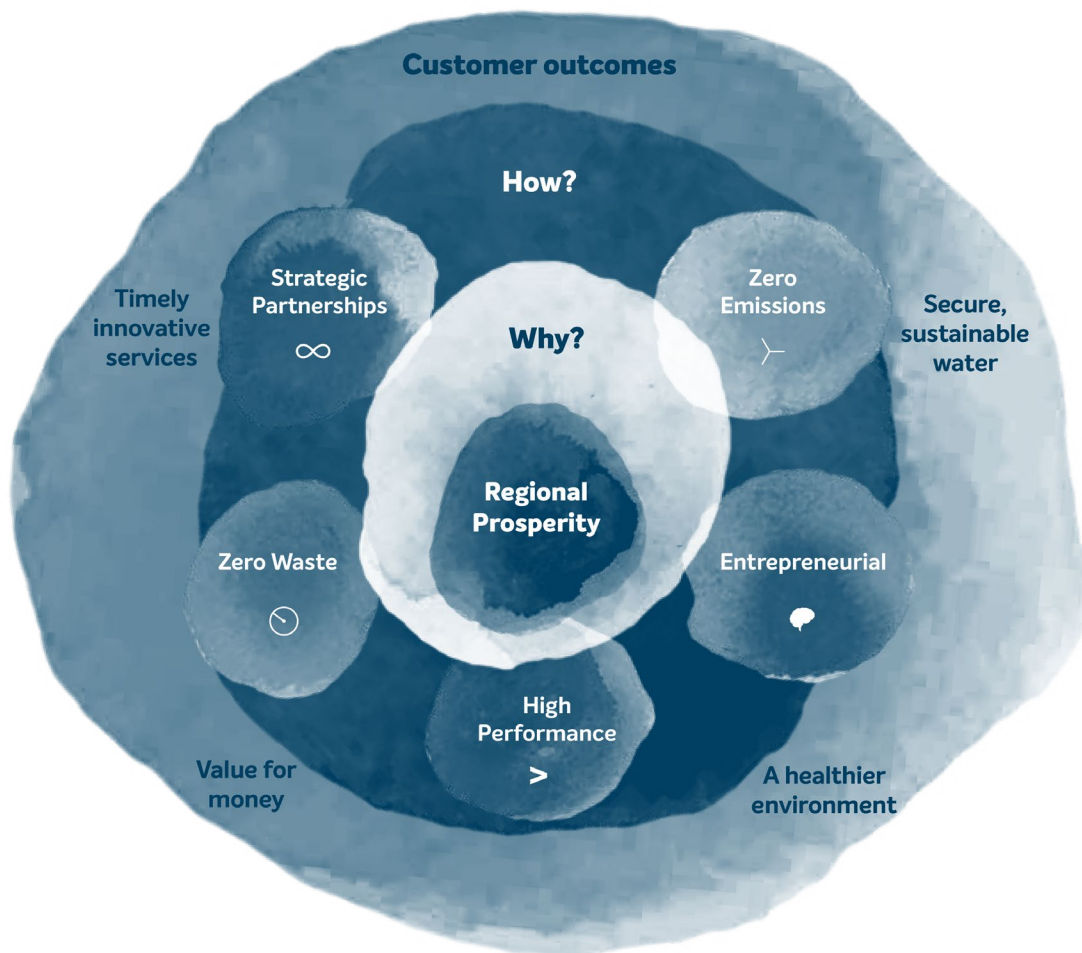 Customer outcomes
How?
Strategic
Partnerships
Zero
Emissions
Timely
innovative
services
Why?
Secure,
sustainable
water
Regional
Prosperity
Zero Waste
Entrepreneurial
High
Performance
>
Value for
money
A healthier
environment